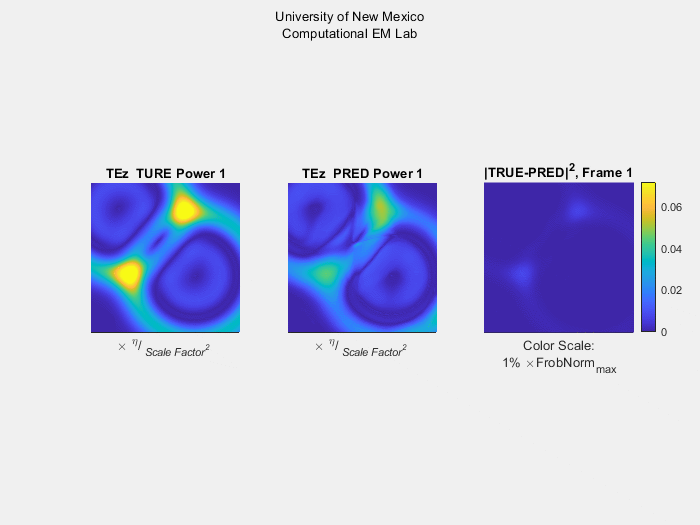 University of New Mexico
Computational EM Lab
TEz TURE Power 1
TEz PRED Power 1
|TRUE-PRED|², Frame 1
0.06
0.04
0.02
0
× η/ Scale Factor²
× η/ Scale Factor²
Color Scale:
1% ×FrobNorm_max